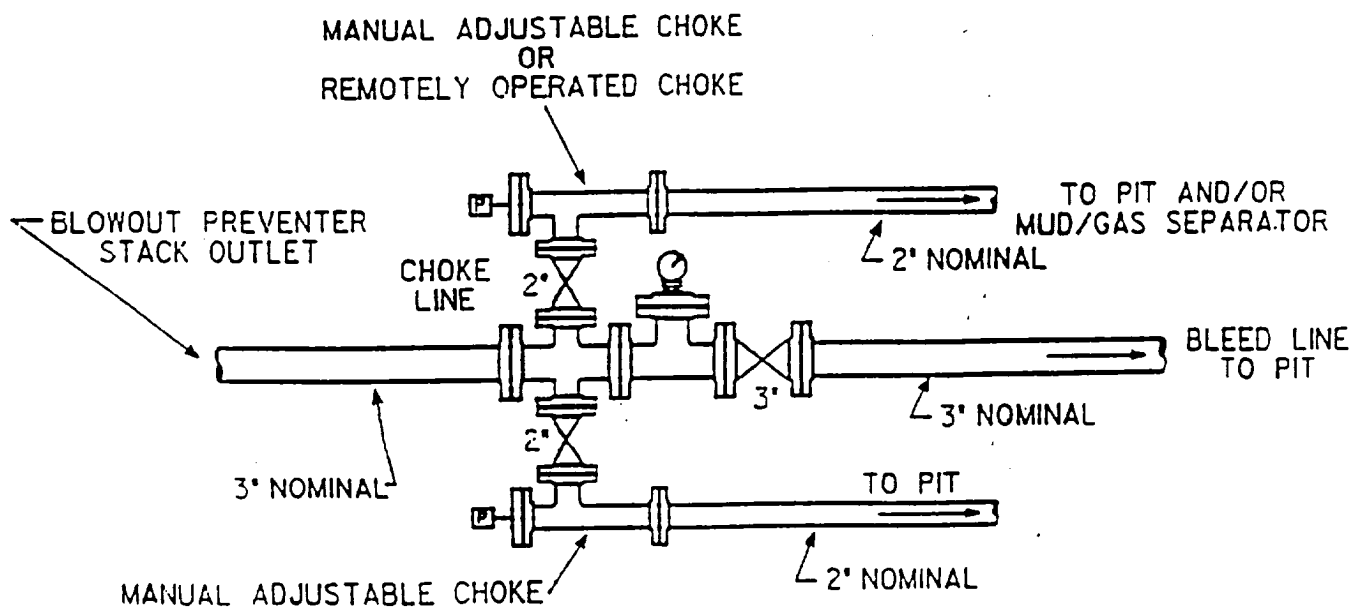 MANUAL ADJUSTABLE CHOKE
OR
REMOTELY OPERATED CHOKE
P
TO PIT AND/OR
MUD/GAS SEPARATOR
BLOWOUT PREVENTER
STACK OUTLET
2" NOMINAL
CHOKE
LINE
2"
BLEED LINE
TO PIT
3"
3" NOMINAL
2"
3" NOMINAL
TO PIT
P
2" NOMINAL
MANUAL ADJUSTABLE CHOKE